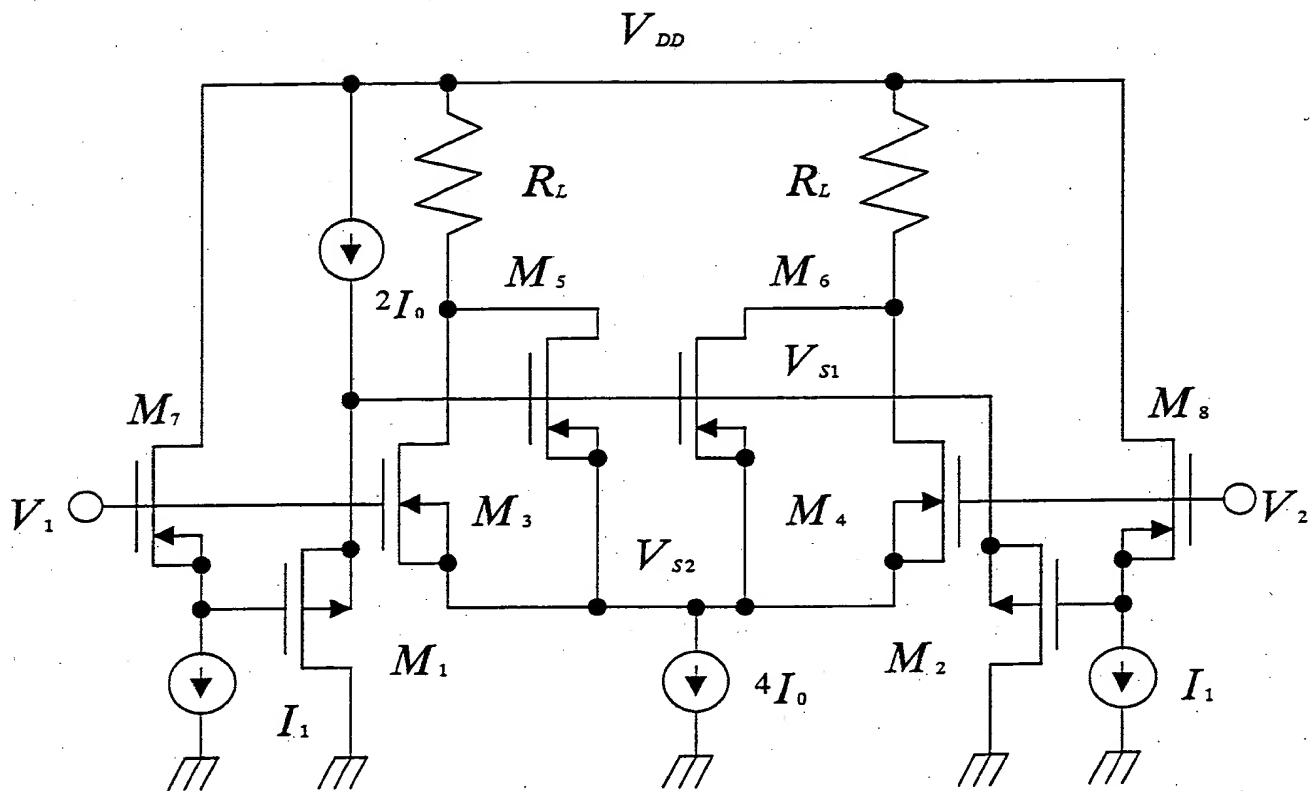 V_DD
R_L R_L
M_5 M_6
2I_0
V_S1
M_7 M_8
V_1 M_3 M_4 V_2
V_S2
M_1 M_2
4I_0
I_1 I_1